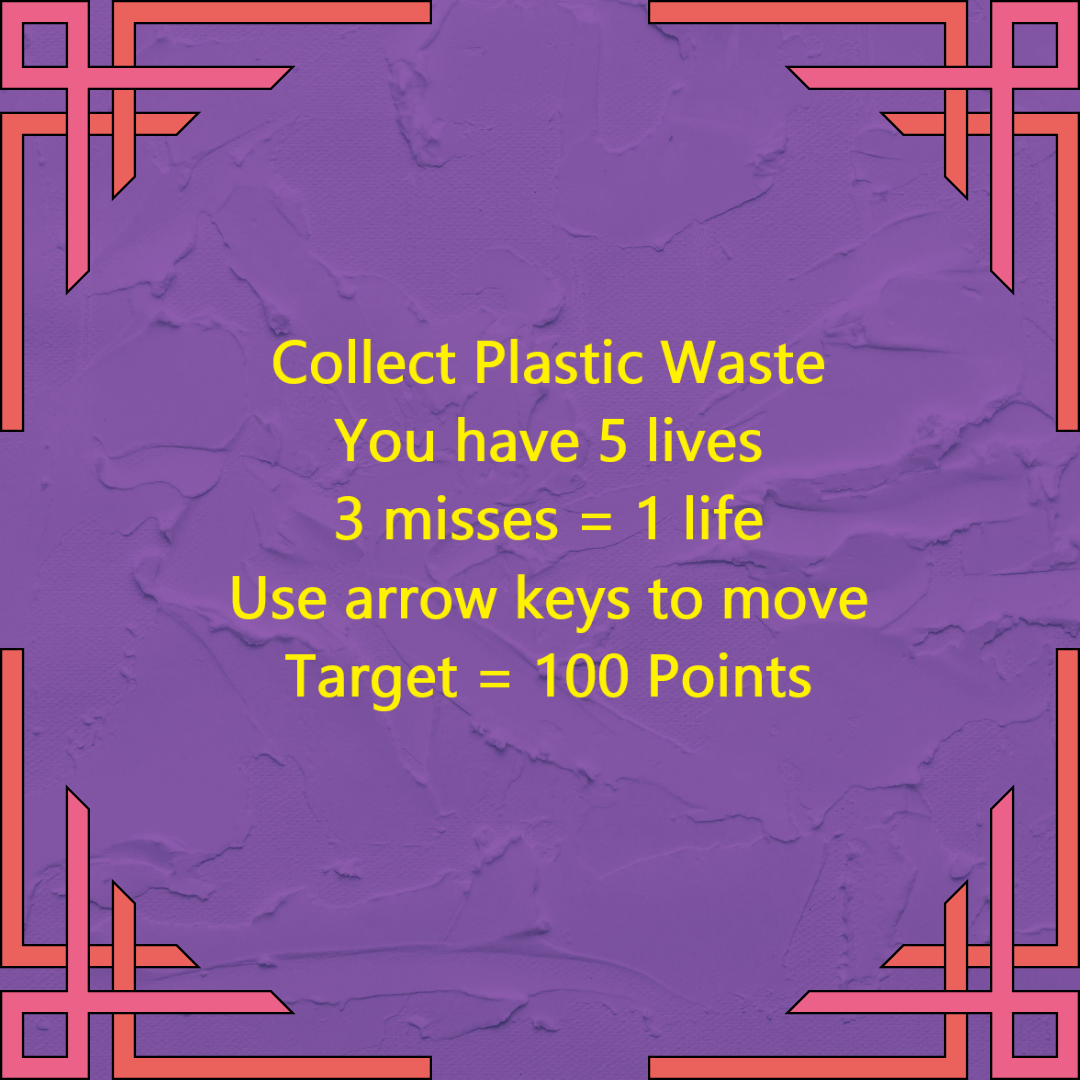 Collect Plastic Waste
You have 5 lives
3 misses = 1 life
Use arrow keys to move
Target = 100 Points